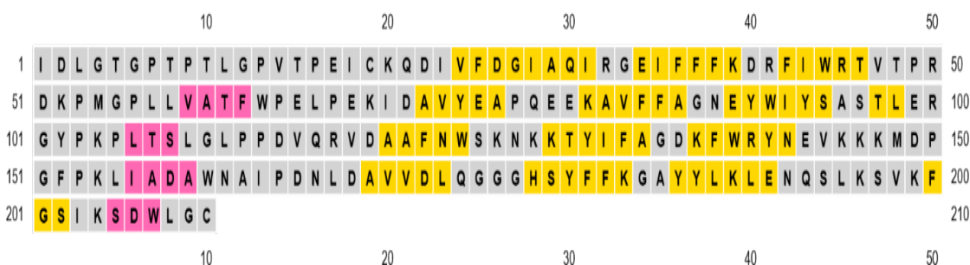 10 20 30 40 50
1 I D L G T G P T P T L G P V T P E I C K Q D I V F D G I A Q I R G E I F F F K D R F I W R T V T P R 50
51 D K P M G P L L V A T F W P E L P E K I D A V Y E A P Q E E K A V F F A G N E Y W I Y S A S T L E R 100
101 G Y P K P L T S L G L P P D V Q R V D A A F N W S K N K K T Y I F A G D K F W R Y N E V K K K M D P 150
151 G F P K L I A D A W N A I P D N L D A V V D L Q G G G H S Y F F K G A Y Y L K L E N Q S L K S V K F 200
201 G S I K S D W L G C 210
10 20 30 40 50